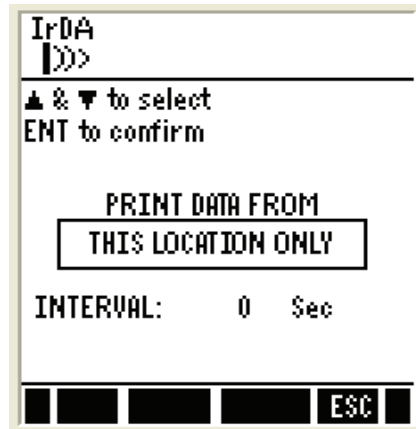 IrDA
▲ & ▼ to select
ENT to confirm
PRINT DATA FROM
THIS LOCATION ONLY
INTERVAL: 0 Sec
ESC